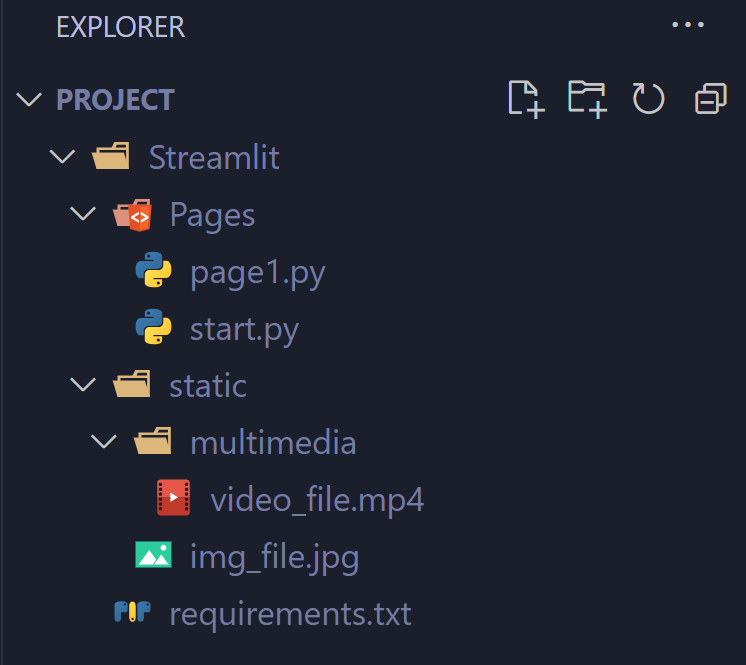 EXPLORER
PROJECT
Streamlit
Pages
page1.py
start.py
static
multimedia
video_file.mp4
img_file.jpg
requirements.txt